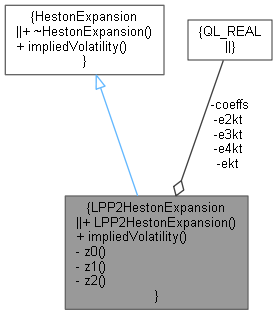 {HestonExpansion
||+ ~HestonExpansion()
+ impliedVolatility()
}
{QL_REAL
||}
-coeffs
-e2kt
-e3kt
-e4kt
-ekt
{LPP2HestonExpansion
||+ LPP2HestonExpansion()
+ impliedVolatility()
- z0()
- z1()
- z2()
}